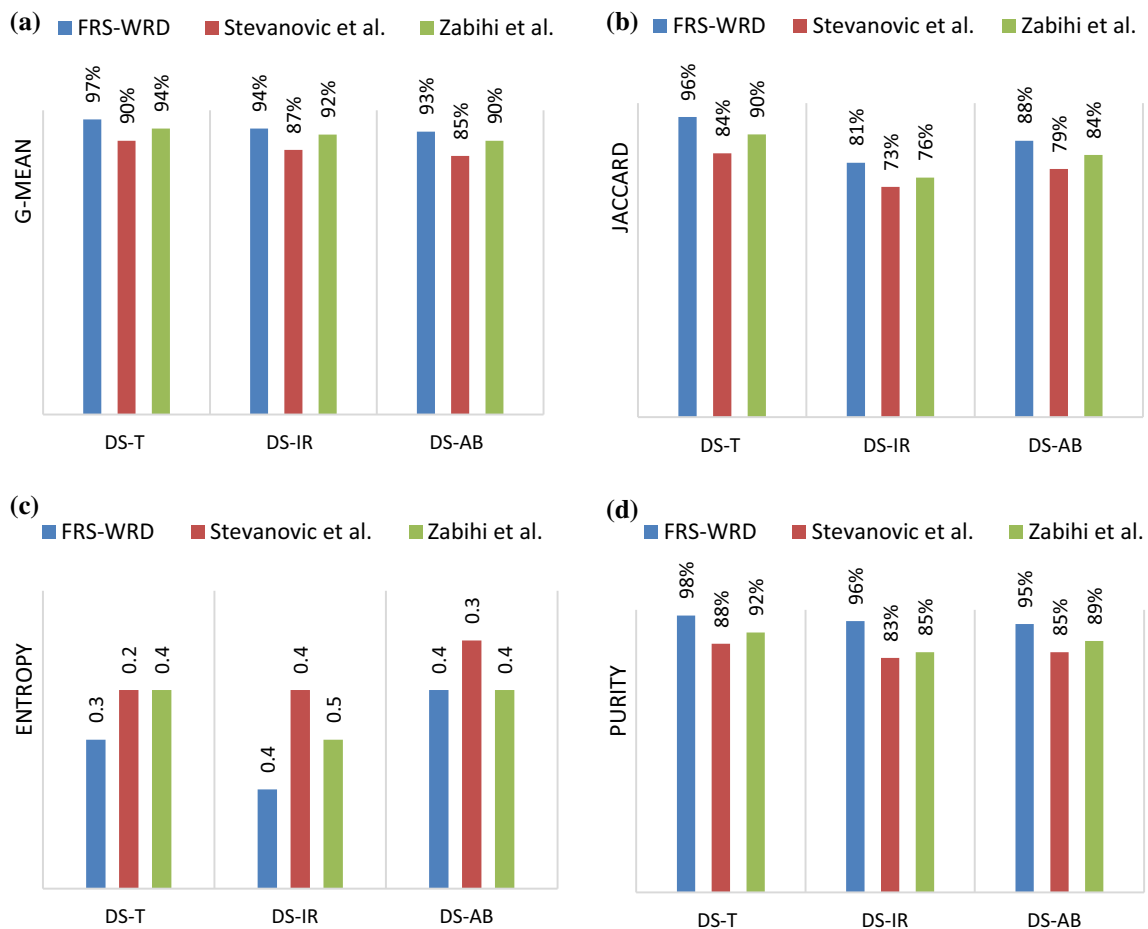 (a)
FRS-WRD Stevanovic et al. Zabihi et al.
G-MEAN
97% 90% 94% 94% 87% 92% 93% 85% 90%
DS-T DS-IR DS-AB
(b)
FRS-WRD Stevanovic et al. Zabihi et al.
JACCARD
96% 84% 90% 81% 73% 76% 88% 79% 84%
DS-T DS-IR DS-AB
(c)
FRS-WRD Stevanovic et al. Zabihi et al.
ENTROPY
0.3 0.2 0.4 0.4 0.4 0.5 0.4 0.3 0.4
DS-T DS-IR DS-AB
(d)
FRS-WRD Stevanovic et al. Zabihi et al.
PURITY
98% 88% 92% 96% 83% 85% 95% 85% 89%
DS-T DS-IR DS-AB